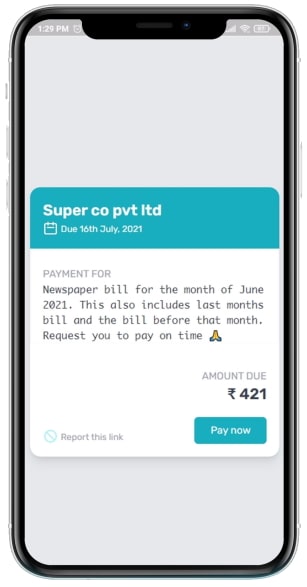 1:29 PM
Super co pvt ltd
Due 16th July, 2021
PAYMENT FOR
Newspaper bill for the month of June
2021. This also includes last months
bill and the bill before that month.
Request you to pay on time 🙏
AMOUNT DUE
₹ 421
Report this link
Pay now